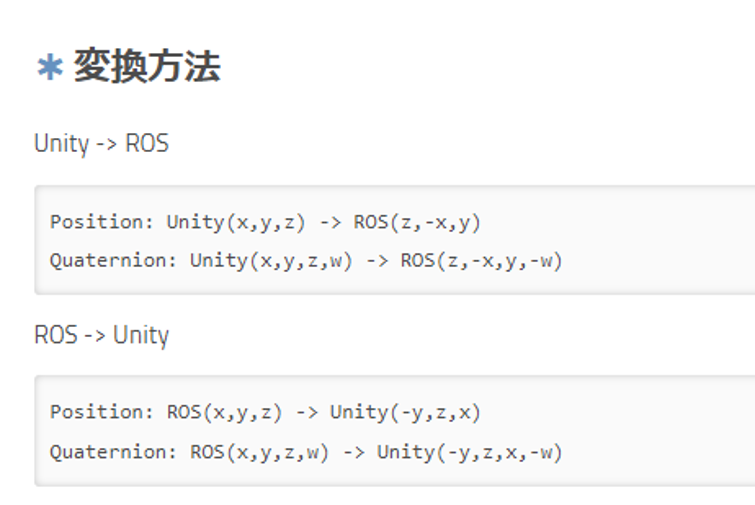 * 変換方法
Unity -> ROS
Position: Unity(x,y,z) -> ROS(z,-x,y)
Quaternion: Unity(x,y,z,w) -> ROS(z,-x,y,-w)
ROS -> Unity
Position: ROS(x,y,z) -> Unity(-y,z,x)
Quaternion: ROS(x,y,z,w) -> Unity(-y,z,x,-w)